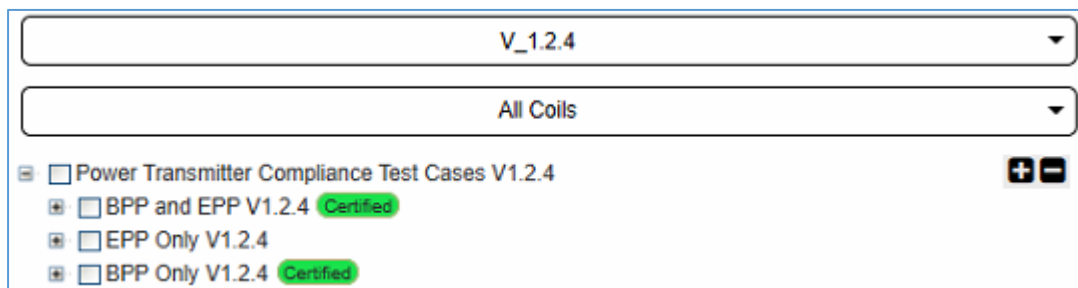 V_1.2.4
All Coils
Power Transmitter Compliance Test Cases V1.2.4
BPP and EPP V1.2.4 Certified
EPP Only V1.2.4
BPP Only V1.2.4 Certified